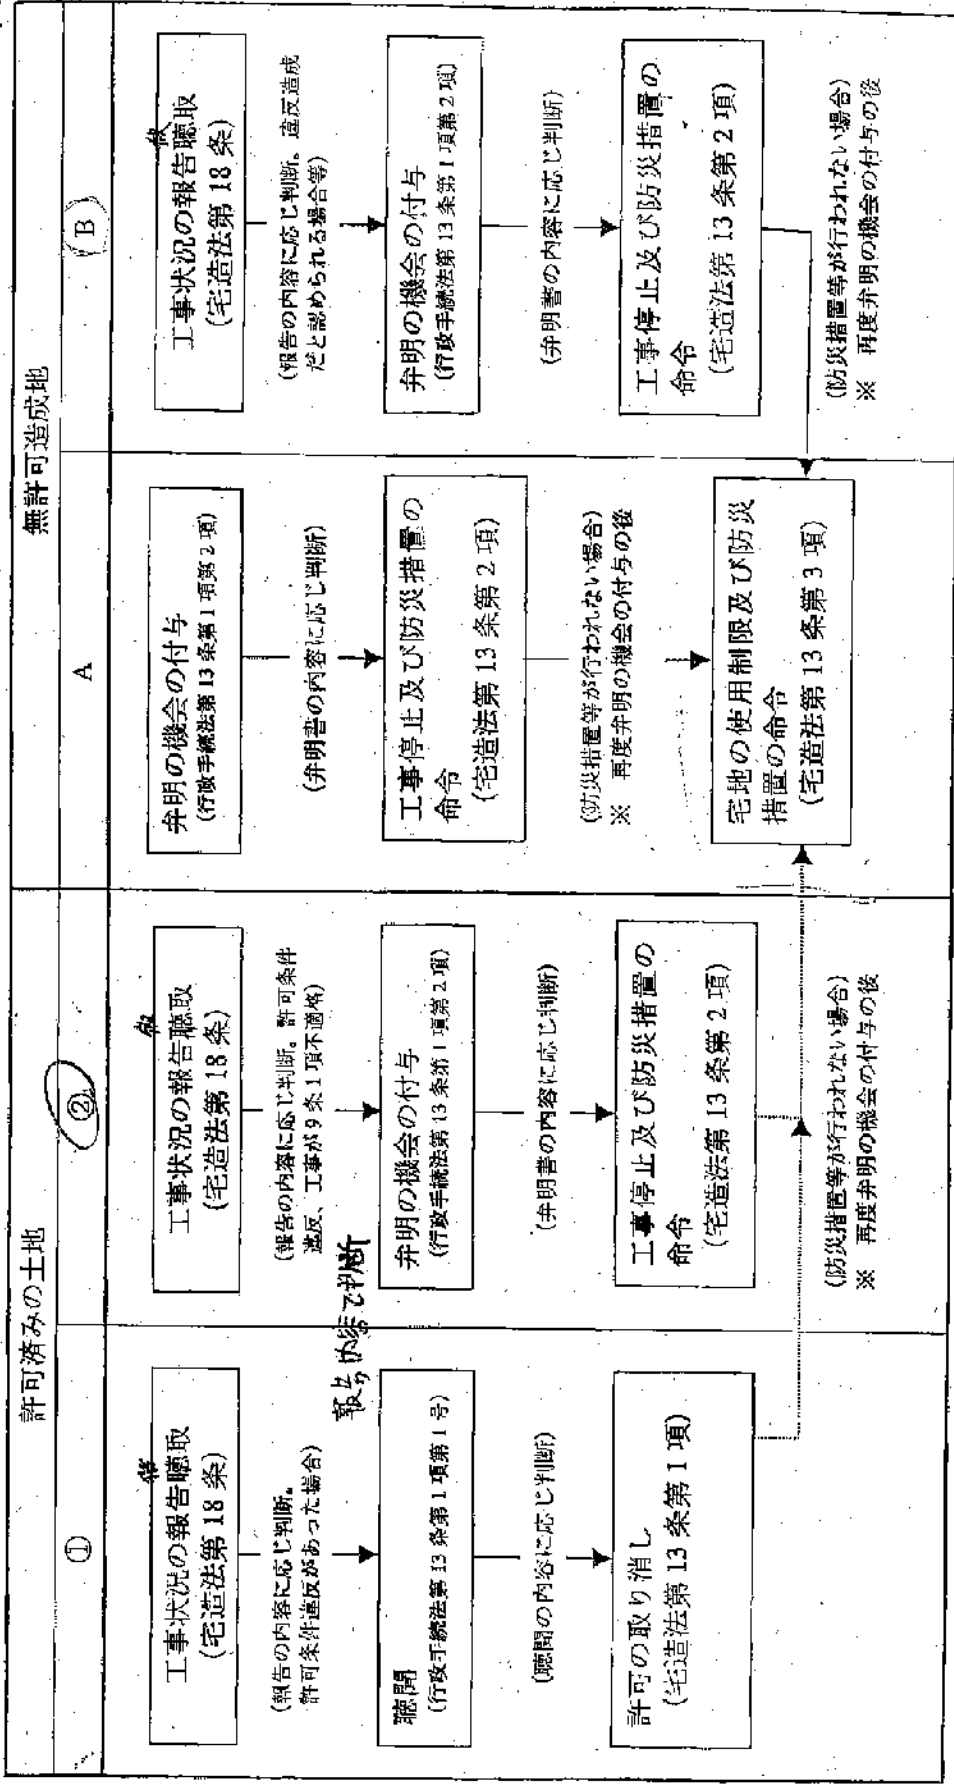 許可済みの土地
無許可造成地
①
②
A
B
工事状況の報告聴取
(宅造法第18条)
(報告の内容に応じ判断。
許可条件違反があった場合)
報告内容で判断
聴聞
(行政手続法第13条第1項第1号)
(聴聞の内容に応じ判断)
許可の取り消し
(宅造法第13条第1項)
工事状況の報告聴取
(宅造法第18条)
(報告の内容に応じ判断。許可条件
違反、工事が9条1項不適格)
弁明の機会の付与
(行政手続法第13条第1項第2項)
(弁明書の内容に応じ判断)
工事停止及び防災措置の
命令
(宅造法第13条第2項)
(防災措置等が行われない場合)
※ 再度弁明の機会の付与の後
弁明の機会の付与
(行政手続法第13条第1項第2項)
(弁明書の内容に応じ判断)
工事停止及び防災措置の
命令
(宅造法第13条第2項)
(防災措置等が行われない場合)
※ 再度弁明の機会の付与の後
宅地の使用制限及び防災
措置の命令
(宅造法第13条第3項)
工事状況の報告聴取
(宅造法第18条)
(報告の内容に応じ判断。違反造成
だと認められる場合等)
弁明の機会の付与
(行政手続法第13条第1項第2項)
(弁明書の内容に応じ判断)
工事停止及び防災措置の
命令
(宅造法第13条第2項)
(防災措置等が行われない場合)
※ 再度弁明の機会の付与の後